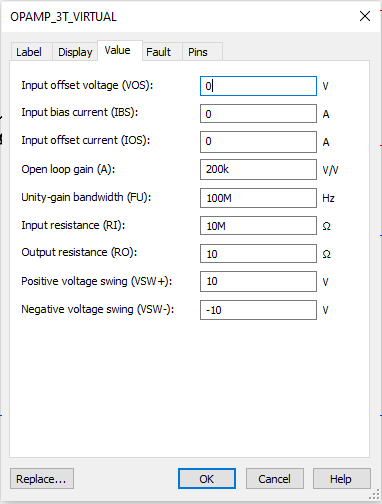 OPAMP_3T_VIRTUAL
Label Display Value Fault Pins
Input offset voltage (VOS): 0 V
Input bias current (IBS): 0 A
Input offset current (IOS): 0 A
Open loop gain (A): 200k V/V
Unity-gain bandwidth (FU): 100M Hz
Input resistance (RI): 10M Ω
Output resistance (RO): 10 Ω
Positive voltage swing (VSW+): 10 V
Negative voltage swing (VSW-): -10 V
Replace... OK Cancel Help